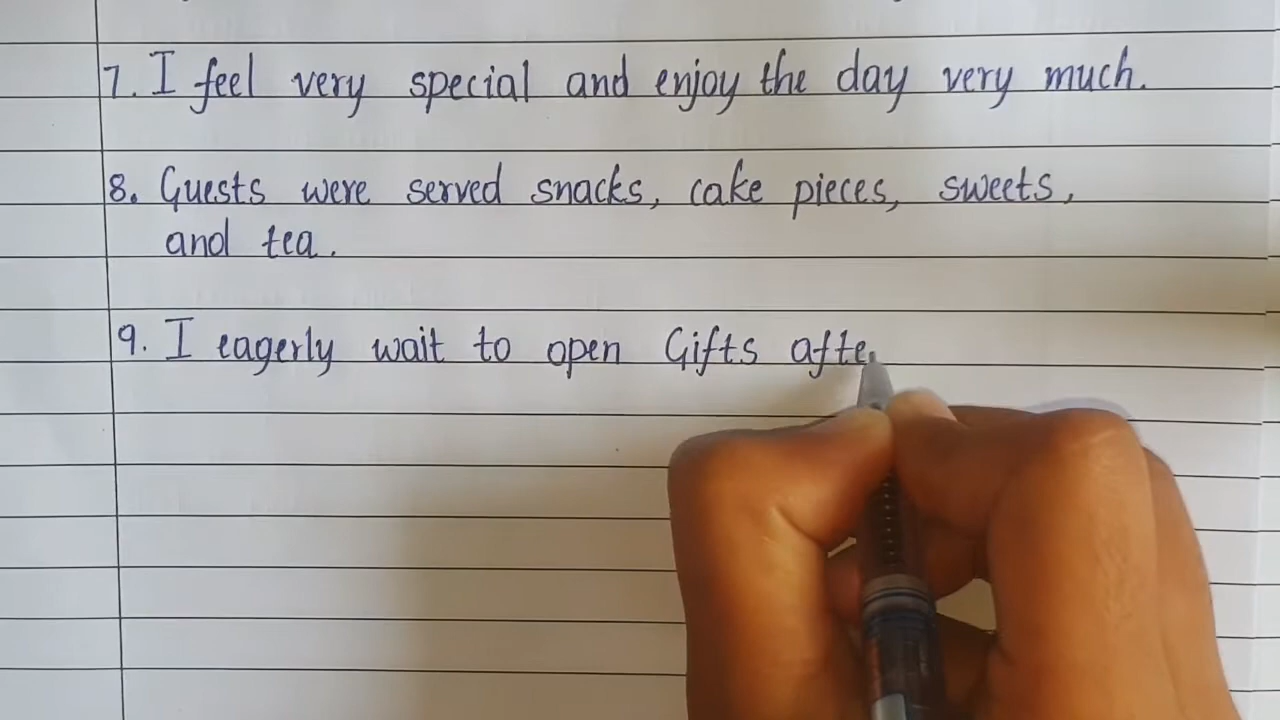 7. I feel very special and enjoy the day very much.
8. Guests were served snacks, cake pieces, sweets,
and tea.
9. I eagerly wait to open Gifts afte